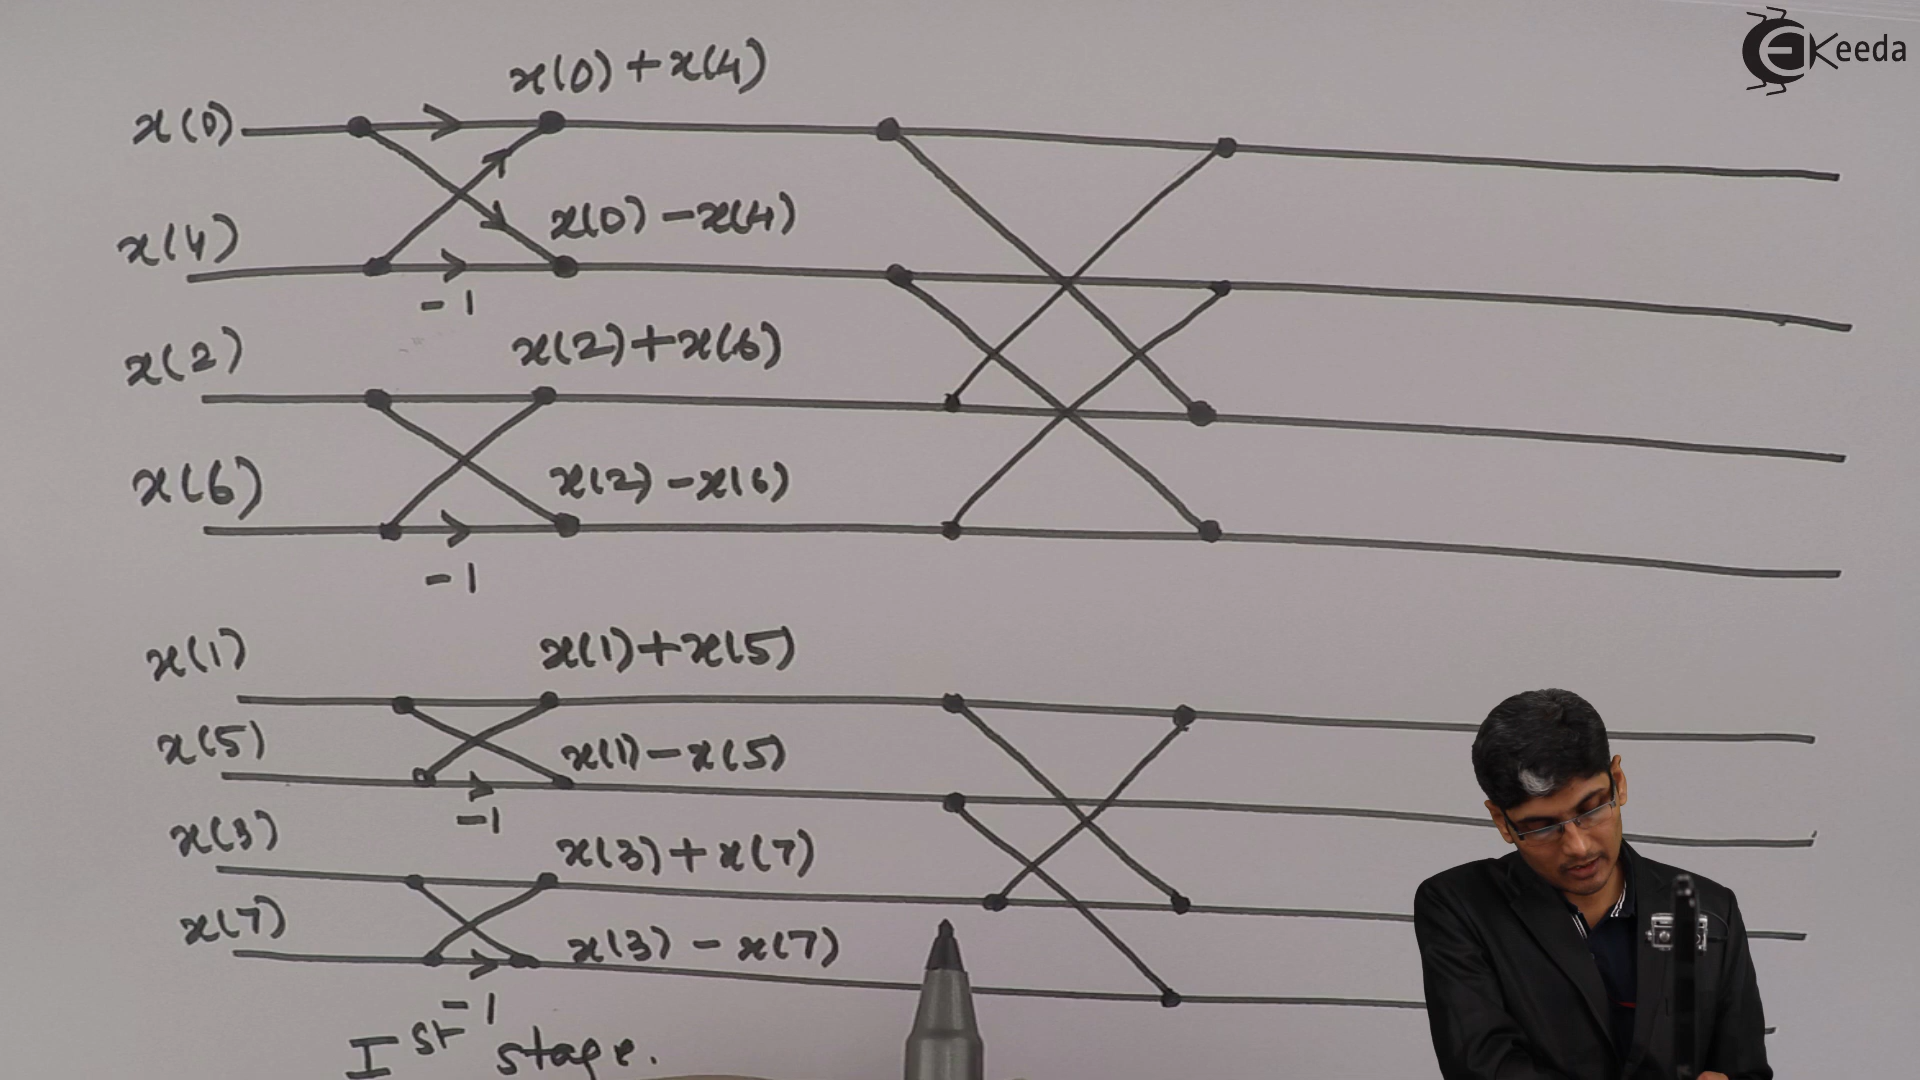 Ekeeda
x(0)+x(4)
x(0)
x(0)-x(4)
x(4)
-1
x(2)+x(6)
x(2)
x(2)-x(6)
x(6)
-1
x(1)+x(5)
x(1)
x(5)
x(1)-x(5)
-1
x(3)
x(3)+x(7)
x(7)
x(3)-x(7)
-1
Ist stage.